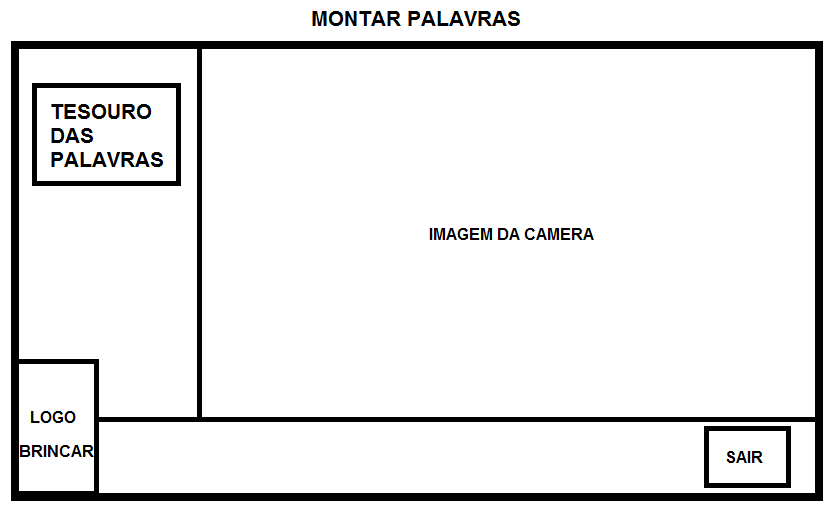 MONTAR PALAVRAS
TESOURO
DAS
PALAVRAS
IMAGEM DA CAMERA
LOGO
BRINCAR
SAIR